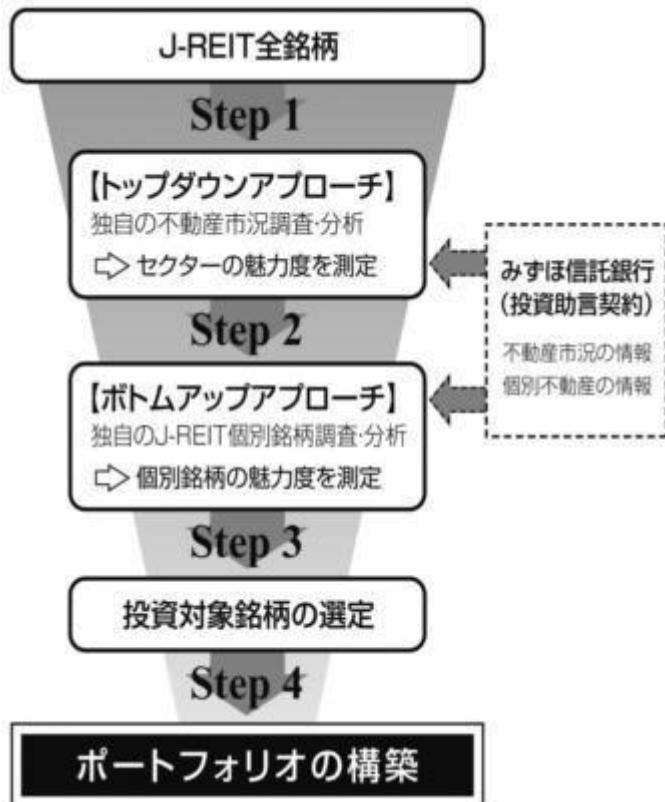 J-REIT全銘柄
Step 1
【トップダウンアプローチ】
独自の不動産市況調査・分析
⇨ セクターの魅力度を測定
みずほ信託銀行
（投資助言契約）
不動産市況の情報
個別不動産の情報
Step 2
【ボトムアップアプローチ】
独自のJ-REIT個別銘柄調査・分析
⇨ 個別銘柄の魅力度を測定
Step 3
投資対象銘柄の選定
Step 4
ポートフォリオの構築